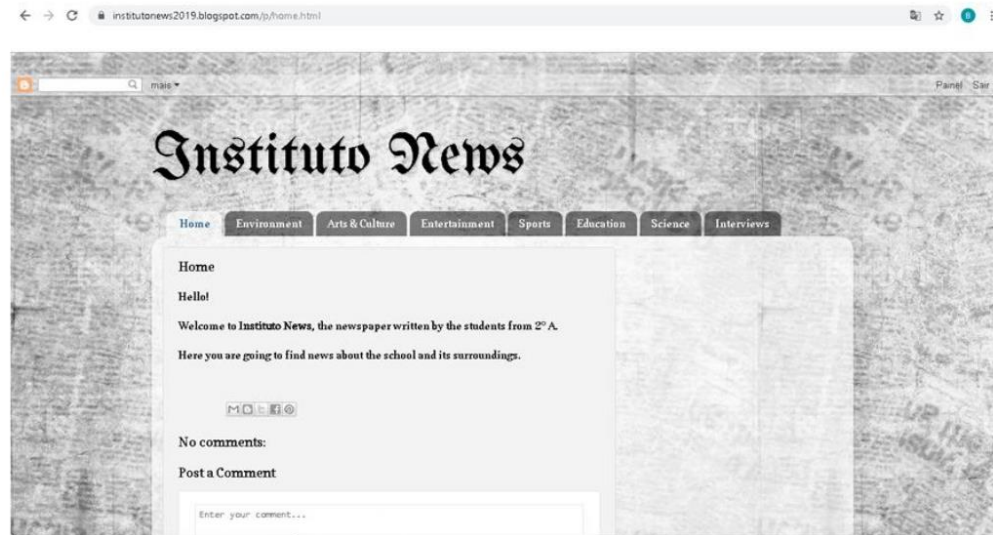 institutonews2019.blogspot.com/p/home.html
B
mais
Painel Sair
Instituto News
Home Environment Arts & Culture Entertainment Sports Education Science Interviews
Home
Hello!
Welcome to Instituto News, the newspaper written by the students from 2º A.
Here you are going to find news about the school and its surroundings.
No comments:
Post a Comment
Enter your comment...